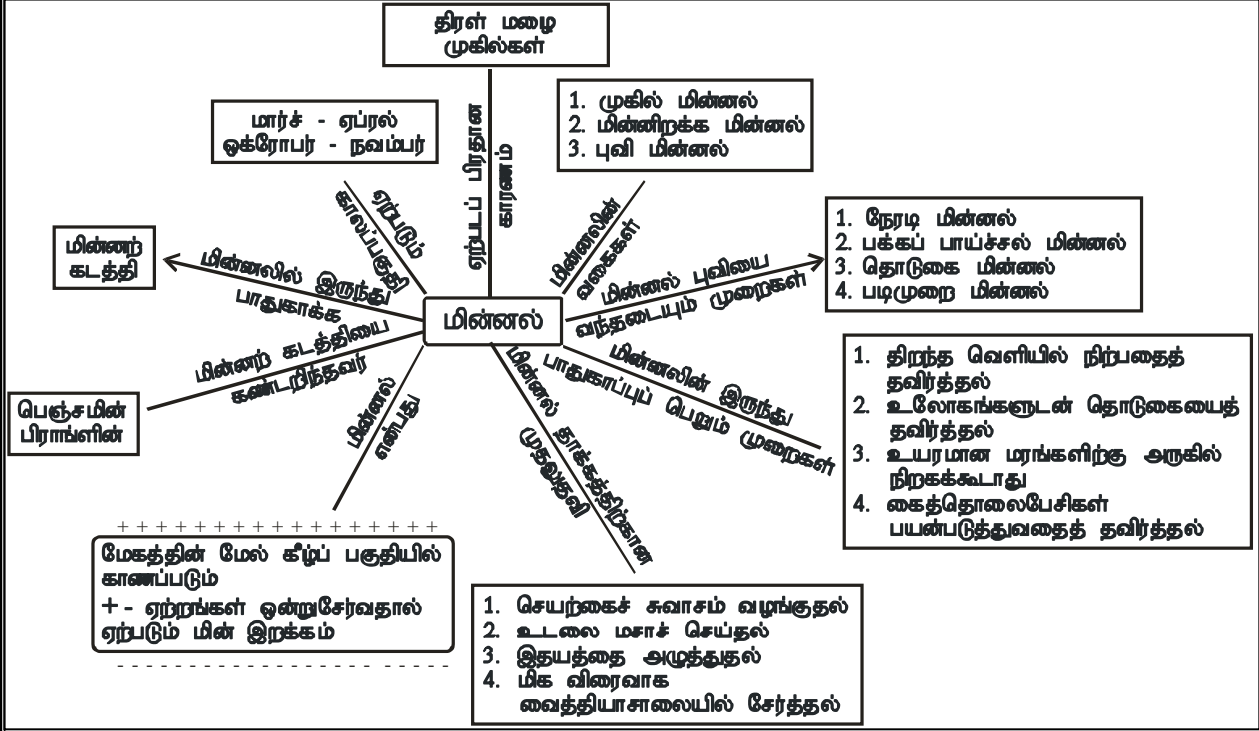 திரள் மழை
முகில்கள்
ஏற்படப் பிரதான
காரணம்
மார்ச் - ஏப்ரல்
ஒக்ரோபர் - நவம்பர்
ஏற்படும்
காலப்பகுதி
1. முகில் மின்னல்
2. மின்னிறக்க மின்னல்
3. புவி மின்னல்
மின்னலின்
வகைகள்
மின்னற்
கடத்தி
மின்னலில் இருந்து
பாதுகாக்க
1. நேரடி மின்னல்
2. பக்கப் பாய்ச்சல் மின்னல்
3. தொடுகை மின்னல்
4. படிமுறை மின்னல்
மின்னல் புவியை
வந்தடையும் முறைகள்
மின்னல்
பெஞ்சமின்
பிராங்ளின்
மின்னற் கடத்தியை
கண்டறிந்தவர்
மின்னலின் இருந்து
பாதுகாப்புப் பெறும் முறைகள்
1. திறந்த வெளியில் நிற்பதைத்
தவிர்த்தல்
2. உலோகங்களுடன் தொடுகையைத்
தவிர்த்தல்
3. உயரமான மரங்களிற்கு அருகில்
நிறகக்கூடாது
4. கைத்தொலைபேசிகள்
பயன்படுத்துவதைத் தவிர்த்தல்
மின்னல்
என்பது
+ + + + + + + + + + + + + + + + +
மேகத்தின் மேல் கீழ்ப் பகுதியில்
காணப்படும்
+ - ஏற்றங்கள் ஒன்றுசேர்வதால்
ஏற்படும் மின் இறக்கம்
- - - - - - - - - - - - - - - - - - - - - - - -
மின்னல் தாக்கத்திற்கான
முதலுதவி
1. செயற்கைச் சுவாசம் வழங்குதல்
2. உடலை மசாச் செய்தல்
3. இதயத்தை அழுத்துதல்
4. மிக விரைவாக
வைத்தியாசாலையில் சேர்த்தல்